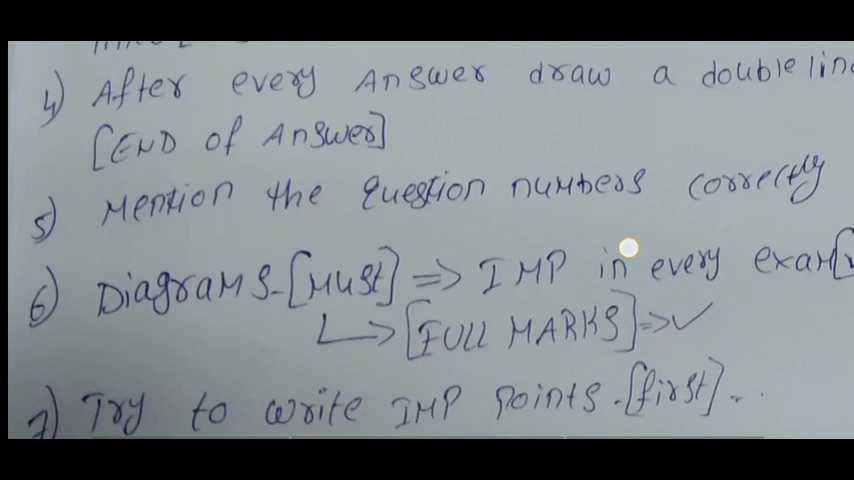 4) After every Answer draw a double line
[END of Answer]
5) Mention the Question numbers correctly
6) Diagrams-[Must] => IMP in every exam[
↳ [FULL MARKS] => ✓
7) Try to write IMP points.[first]...